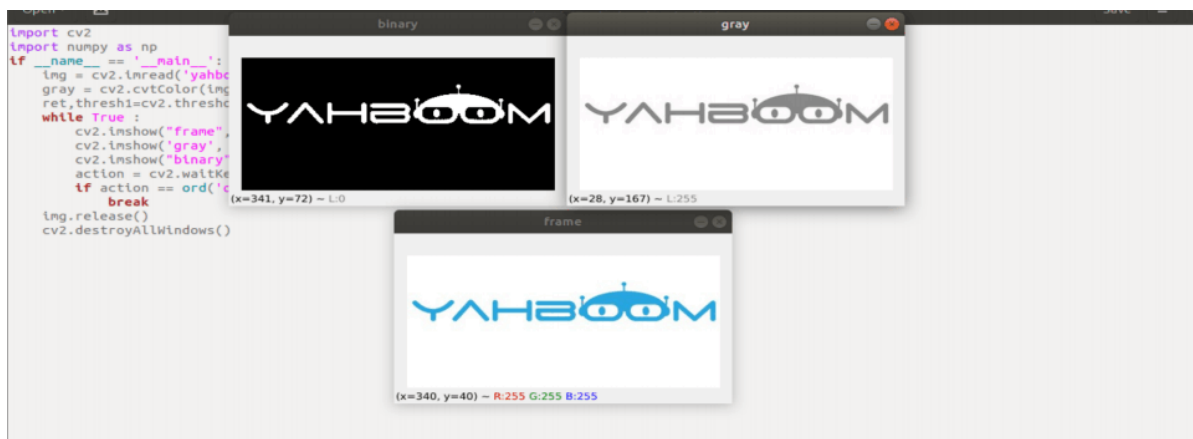 Open
Save
import cv2
import numpy as np
if __name__ == '__main__':
img = cv2.imread('yahbo
gray = cv2.cvtColor(img
ret,thresh1=cv2.thresho
while True :
cv2.imshow("frame",
cv2.imshow('gray',
cv2.imshow("binary"
action = cv2.waitKe
if action == ord('q
break
img.release()
cv2.destroyAllWindows()
binary
YAHBOOM
(x=341, y=72) ~ L:0
gray
YAHBOOM
(x=28, y=167) ~ L:255
frame
YAHBOOM
(x=340, y=40) ~ R:255 G:255 B:255